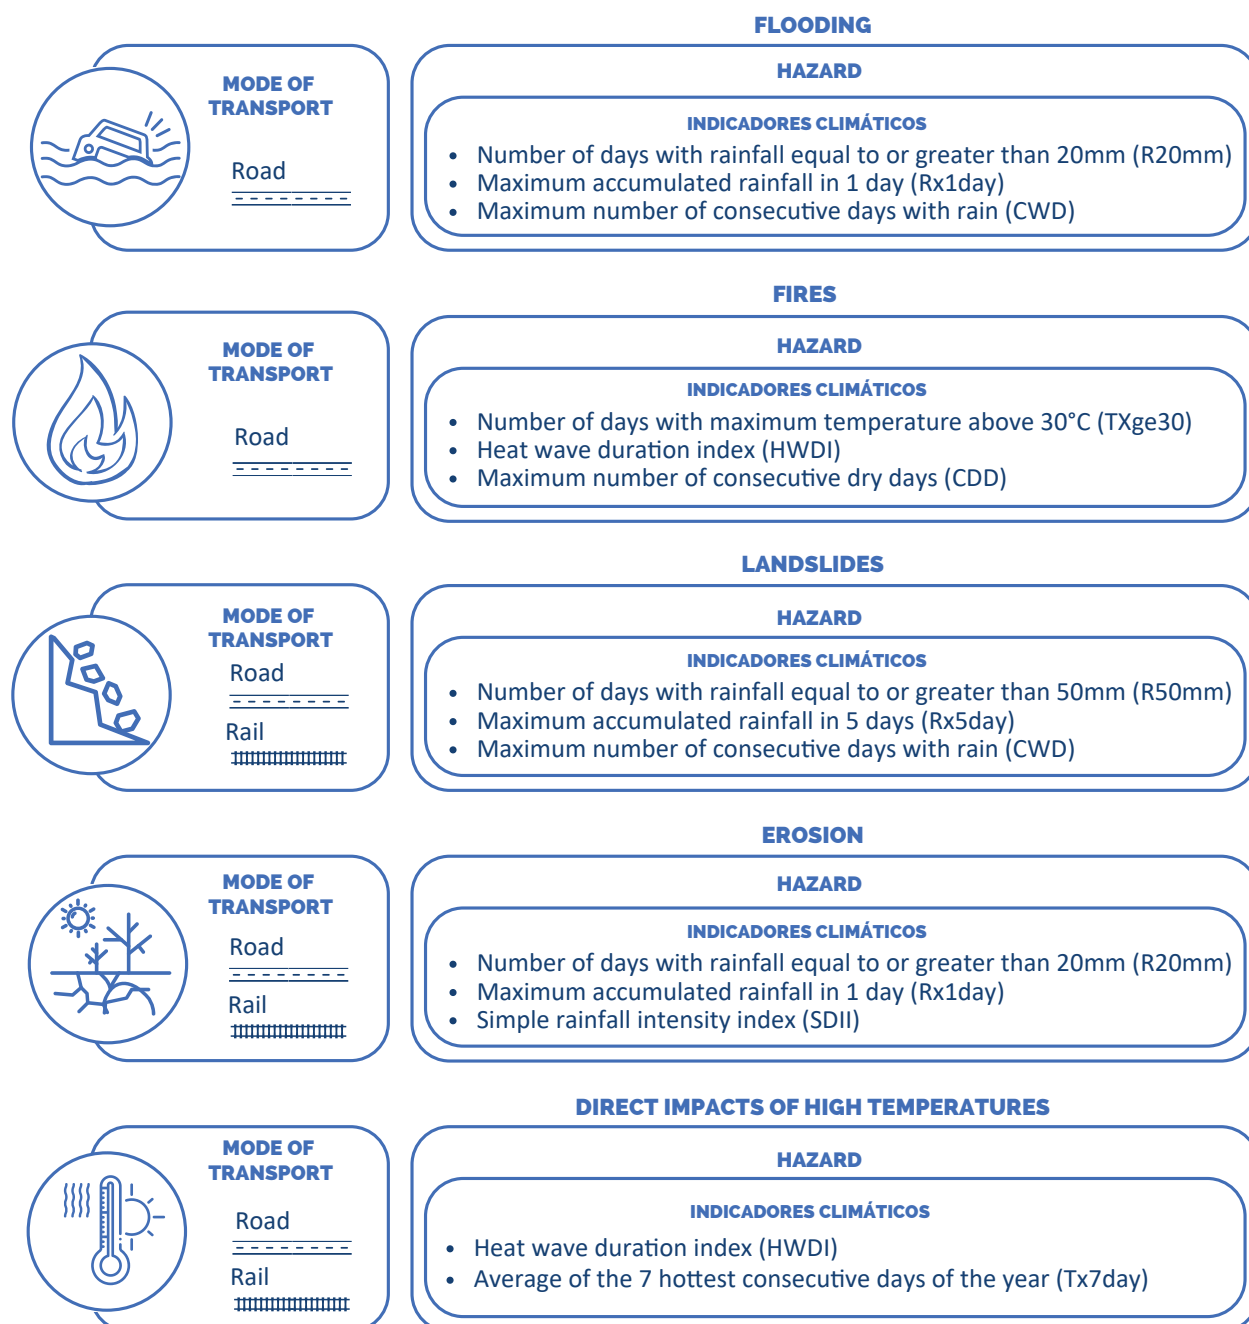 FLOODING
MODE OF
TRANSPORT
Road
HAZARD
INDICADORES CLIMÁTICOS
• Number of days with rainfall equal to or greater than 20mm (R20mm)
• Maximum accumulated rainfall in 1 day (Rx1day)
• Maximum number of consecutive days with rain (CWD)
FIRES
MODE OF
TRANSPORT
Road
HAZARD
INDICADORES CLIMÁTICOS
• Number of days with maximum temperature above 30°C (TXge30)
• Heat wave duration index (HWDI)
• Maximum number of consecutive dry days (CDD)
LANDSLIDES
MODE OF
TRANSPORT
Road
Rail
HAZARD
INDICADORES CLIMÁTICOS
• Number of days with rainfall equal to or greater than 50mm (R50mm)
• Maximum accumulated rainfall in 5 days (Rx5day)
• Maximum number of consecutive days with rain (CWD)
EROSION
MODE OF
TRANSPORT
Road
Rail
HAZARD
INDICADORES CLIMÁTICOS
• Number of days with rainfall equal to or greater than 20mm (R20mm)
• Maximum accumulated rainfall in 1 day (Rx1day)
• Simple rainfall intensity index (SDII)
DIRECT IMPACTS OF HIGH TEMPERATURES
MODE OF
TRANSPORT
Road
Rail
HAZARD
INDICADORES CLIMÁTICOS
• Heat wave duration index (HWDI)
• Average of the 7 hottest consecutive days of the year (Tx7day)